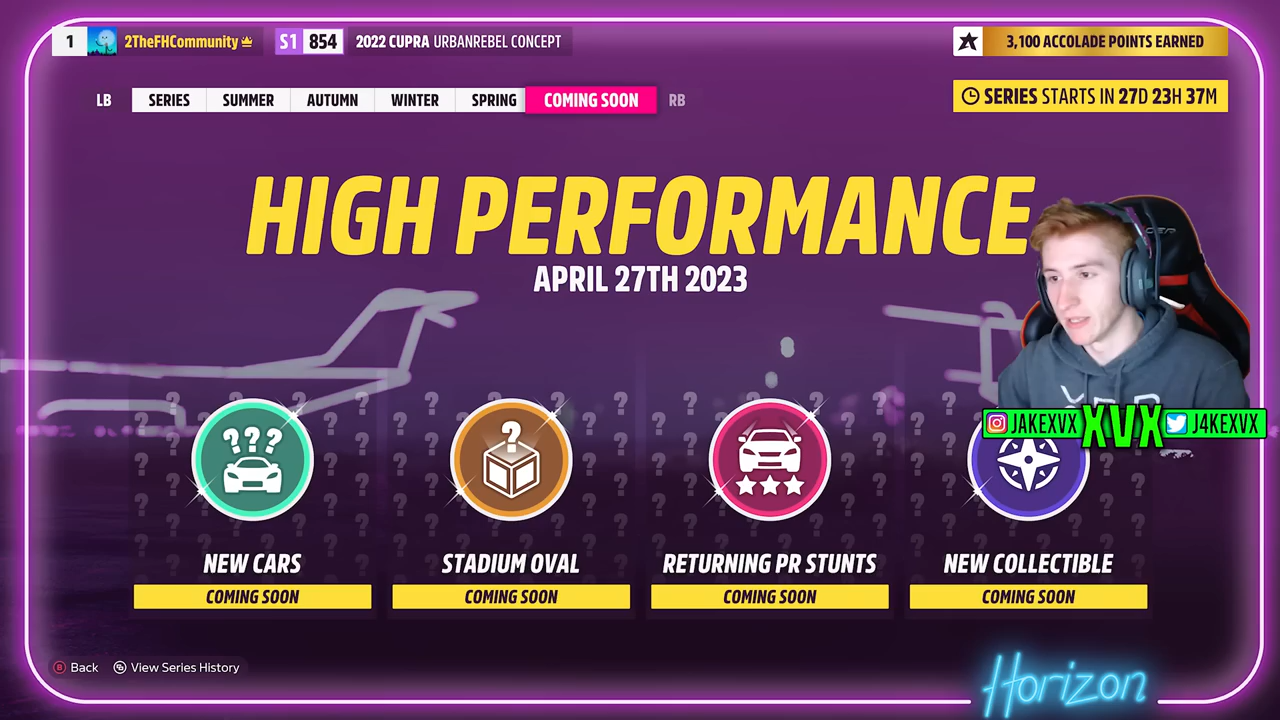 1 2TheFHCommunity S1 854 2022 CUPRA URBANREBEL CONCEPT
3,100 ACCOLADE POINTS EARNED
LB SERIES SUMMER AUTUMN WINTER SPRING COMING SOON RB
SERIES STARTS IN 27D 23H 37M
HIGH PERFORMANCE
APRIL 27TH 2023
JAKEXVX XVX J4KEXVX
???
?
NEW CARS STADIUM OVAL RETURNING PR STUNTS NEW COLLECTIBLE
COMING SOON COMING SOON COMING SOON COMING SOON
B Back View Series History
Horizon